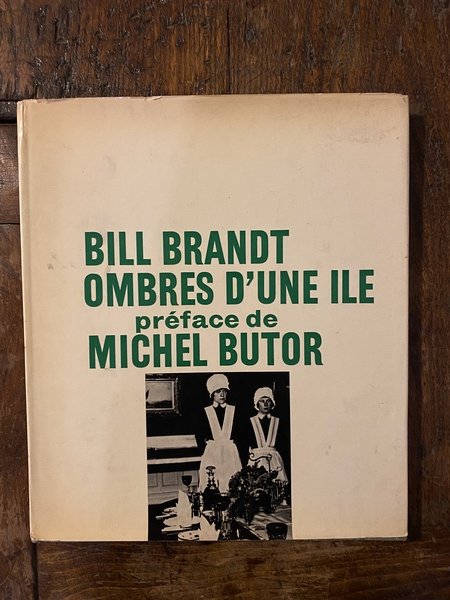 BILL BRANDT
OMBRES D'UNE ILE
préface de
MICHEL BUTOR